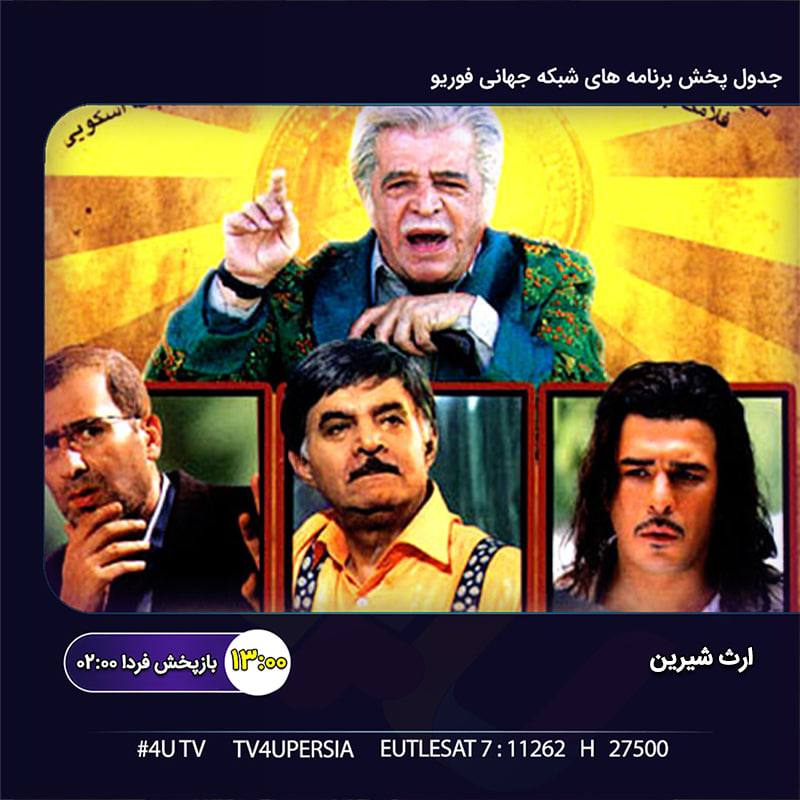 جدول پخش برنامه های شبکه جهانی فوریو
اسکویی
ارث شیرین
۱۳:۰۰ بازپخش فردا ۰۲:۰۰
#4U TV TV4UPERSIA EUTLESAT 7 : 11262 H 27500